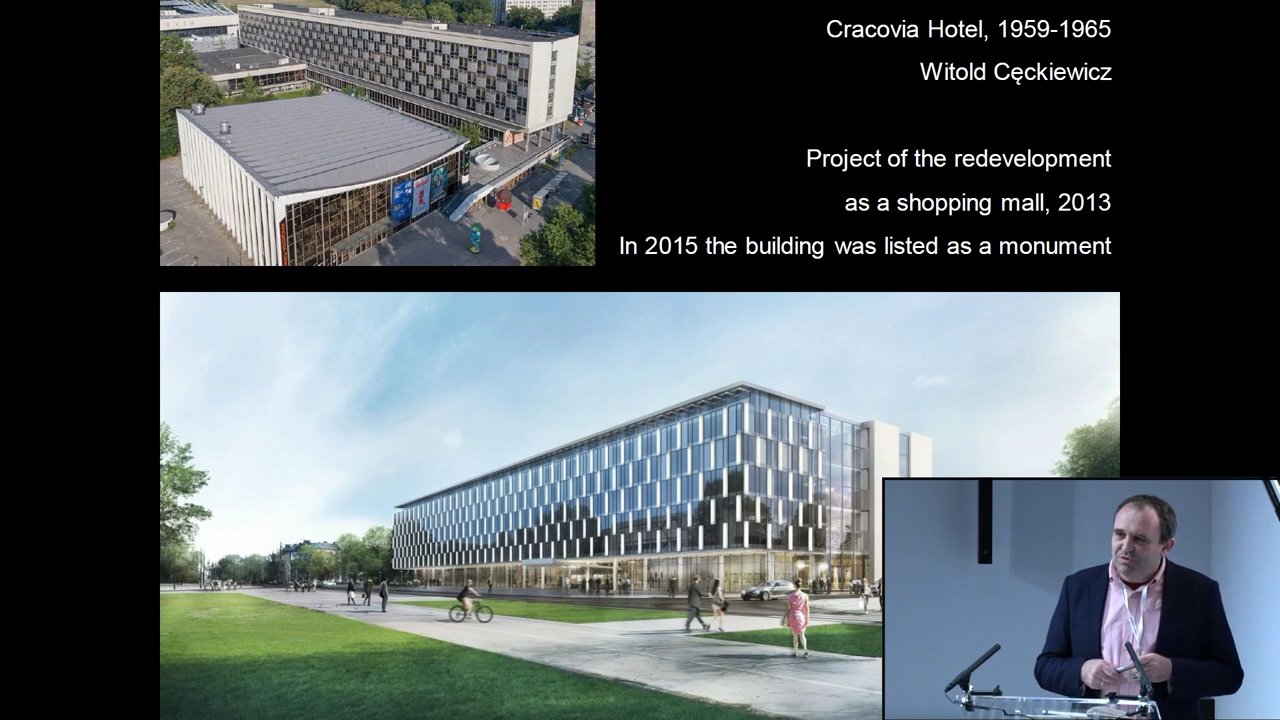 Cracovia Hotel, 1959-1965
Witold Cęckiewicz
Project of the redevelopment
as a shopping mall, 2013
In 2015 the building was listed as a monument